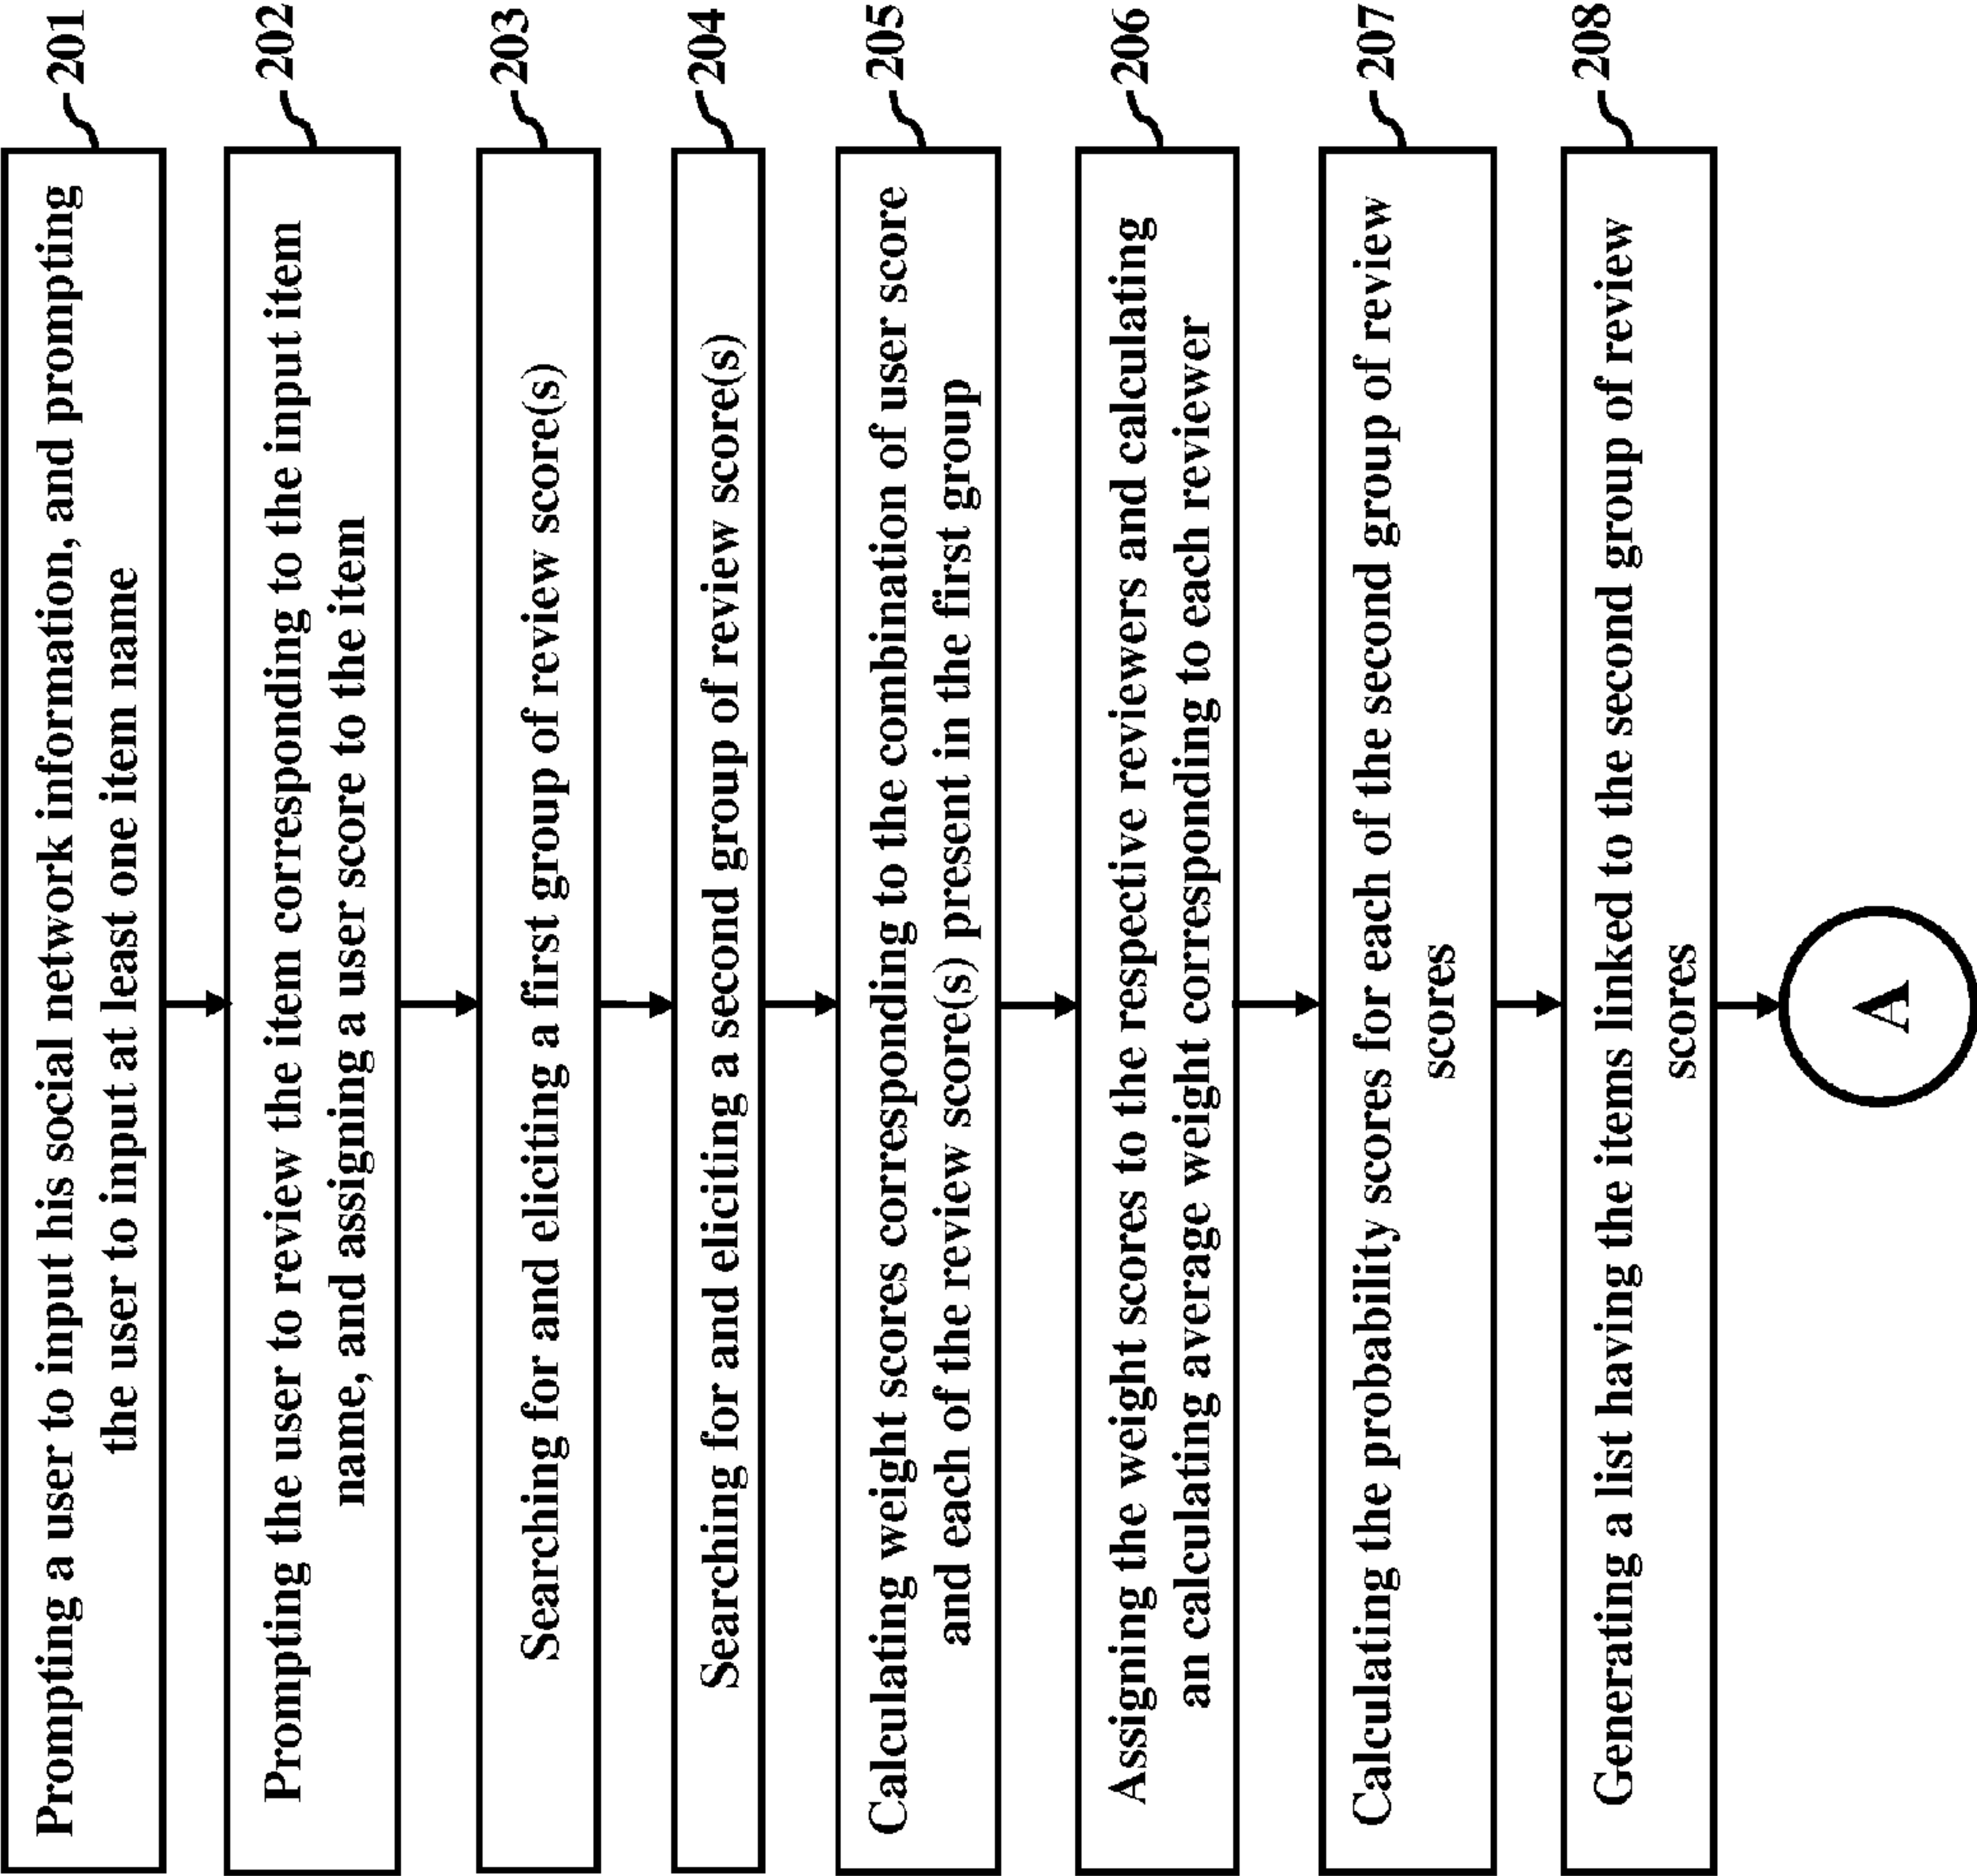 Prompting a user to input his social network information, and prompting
the user to input at least one item name
201
Prompting the user to review the item corresponding to the input item
name, and assigning a user score to the item
202
Searching for and eliciting a first group of review score(s)
203
Searching for and eliciting a second group of review score(s)
204
Calculating weight scores corresponding to the combination of user score
and each of the review score(s) present in the first group
205
Assigning the weight scores to the respective reviewers and calculating
an calculating average weight corresponding to each reviewer
206
Calculating the probability scores for each of the second group of review
scores
207
Generating a list having the items linked to the second group of review
scores
208
A